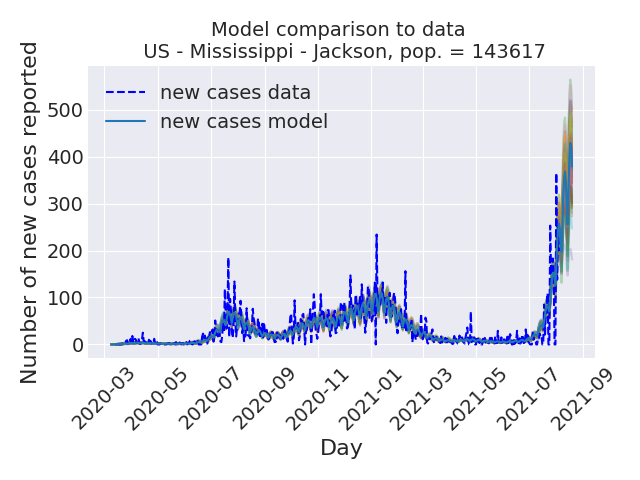 Model comparison to data
US - Mississippi - Jackson, pop. = 143617
Number of new cases reported
500
400
300
200
100
0
new cases data
new cases model
2020-03
2020-05
2020-07
2020-09
2020-11
2021-01
2021-03
2021-05
2021-07
2021-09
Day